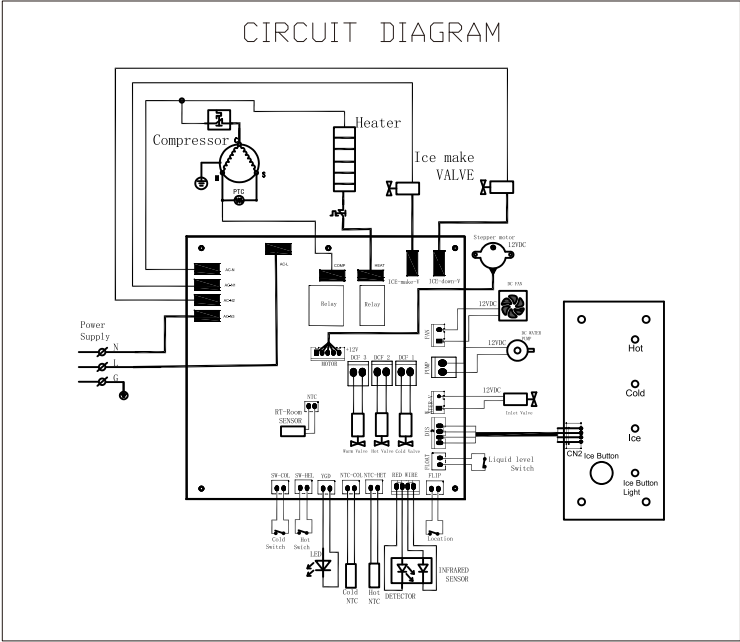 CIRCUIT DIAGRAM
Heater
Compressor
C
M
S
PTC
Ice make
VALVE
Stepper motor
12VDC
AC-L
COMP
HEAT
ICE-make-V
ICE-down-V
Relay
Relay
DC FAN
12VDC
FAN
Power
Supply
N
L
G
+12V
MOTOR
DC WATER
PUMP
12VDC
PUMP
DCF 3
DCF 2
DCF 1
NTC
RT-Room
SENSOR
12VDC
Inlet Valve
Warm Valve
Hot Valve
Cold Valve
DIS
FLOAT
Liquid level
Switch
Hot
Cold
Ice
CN2
Ice Button
Ice Button
Light
SW-COL
SW-HEL
YGD
NTC-COL
NTC-HET
RED WIRE
FLIP
Cold
Switch
Hot
Swich
LED
Location
Cold
NTC
Hot
NTC
DETECTOR
INFRARED
SENSOR